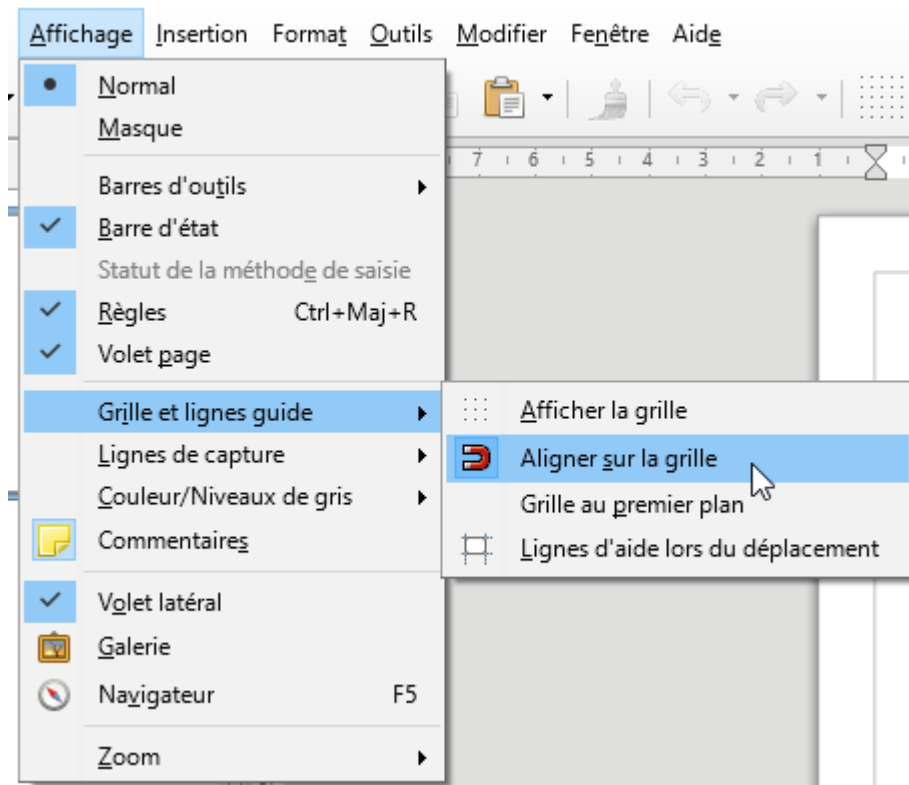 Affichage Insertion Format Outils Modifier Fenêtre Aide
Normal
Masque
7 6 5 4 3 2 1
Barres d'outils
Barre d'état
Statut de la méthode de saisie
Règles Ctrl+Maj+R
Volet page
Grille et lignes guide
Afficher la grille
Lignes de capture
Aligner sur la grille
Couleur/Niveaux de gris
Grille au premier plan
Commentaires
Lignes d'aide lors du déplacement
Volet latéral
Galerie
Navigateur F5
Zoom